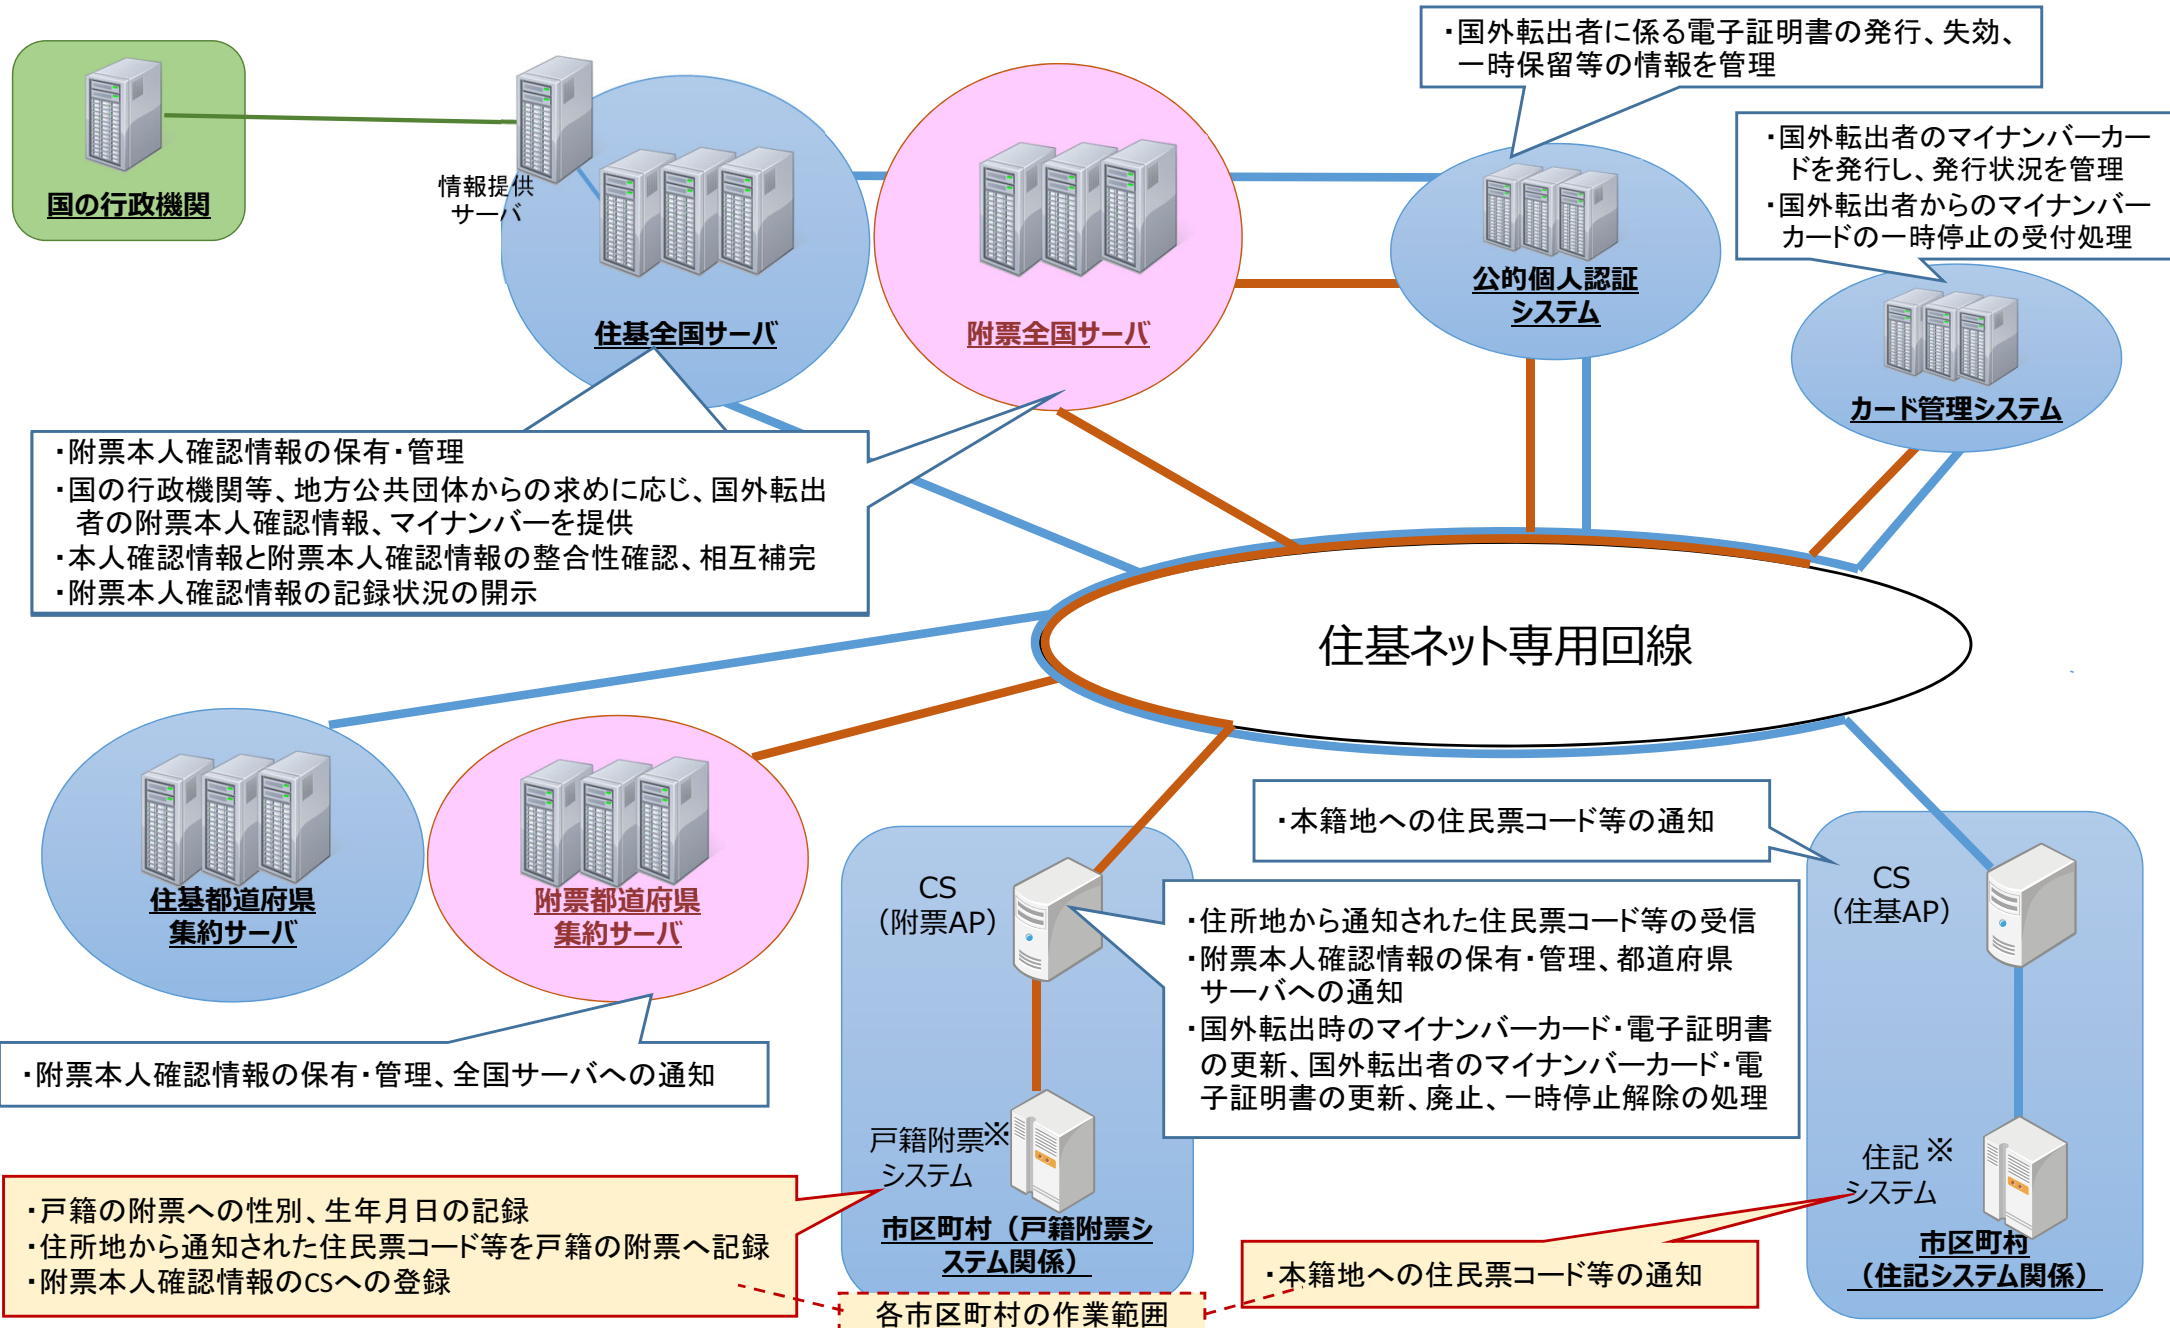 ・国外転出者に係る電子証明書の発行、失効、
一時保留等の情報を管理
国の行政機関
情報提供
サーバ
住基全国サーバ
附票全国サーバ
公的個人認証
システム
・国外転出者のマイナンバーカー
ドを発行し、発行状況を管理
・国外転出者からのマイナンバー
カードの一時停止の受付処理
カード管理システム
・附票本人確認情報の保有・管理
・国の行政機関等、地方公共団体からの求めに応じ、国外転出
者の附票本人確認情報、マイナンバーを提供
・本人確認情報と附票本人確認情報の整合性確認、相互補完
・附票本人確認情報の記録状況の開示
住基ネット専用回線
住基都道府県
集約サーバ
附票都道府県
集約サーバ
・附票本人確認情報の保有・管理、全国サーバへの通知
・本籍地への住民票コード等の通知
CS
（附票AP）
CS
（住基AP）
・住所地から通知された住民票コード等の受信
・附票本人確認情報の保有・管理、都道府県
サーバへの通知
・国外転出時のマイナンバーカード・電子証明書
の更新、国外転出者のマイナンバーカード・電
子証明書の更新、廃止、一時停止解除の処理
戸籍附票※
システム
市区町村（戸籍附票シ
ステム関係）
住記※
システム
市区町村
（住記システム関係）
・戸籍の附票への性別、生年月日の記録
・住所地から通知された住民票コード等を戸籍の附票へ記録
・附票本人確認情報のCSへの登録
・本籍地への住民票コード等の通知
各市区町村の作業範囲